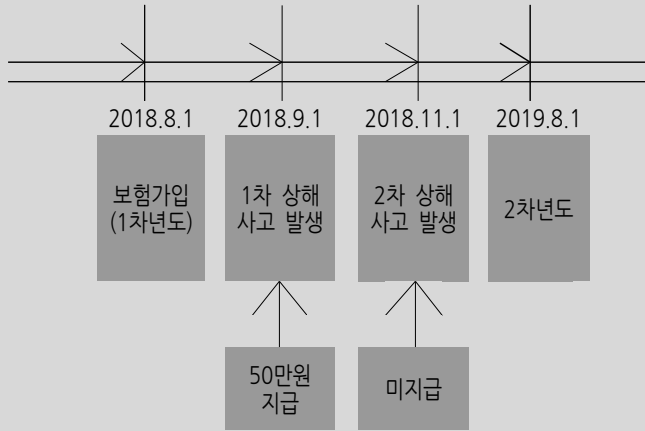 2018.8.1
2018.9.1
2018.11.1
2019.8.1
보험가입
(1차년도)
1차 상해
사고 발생
2차 상해
사고 발생
2차년도
50만원
지급
미지급